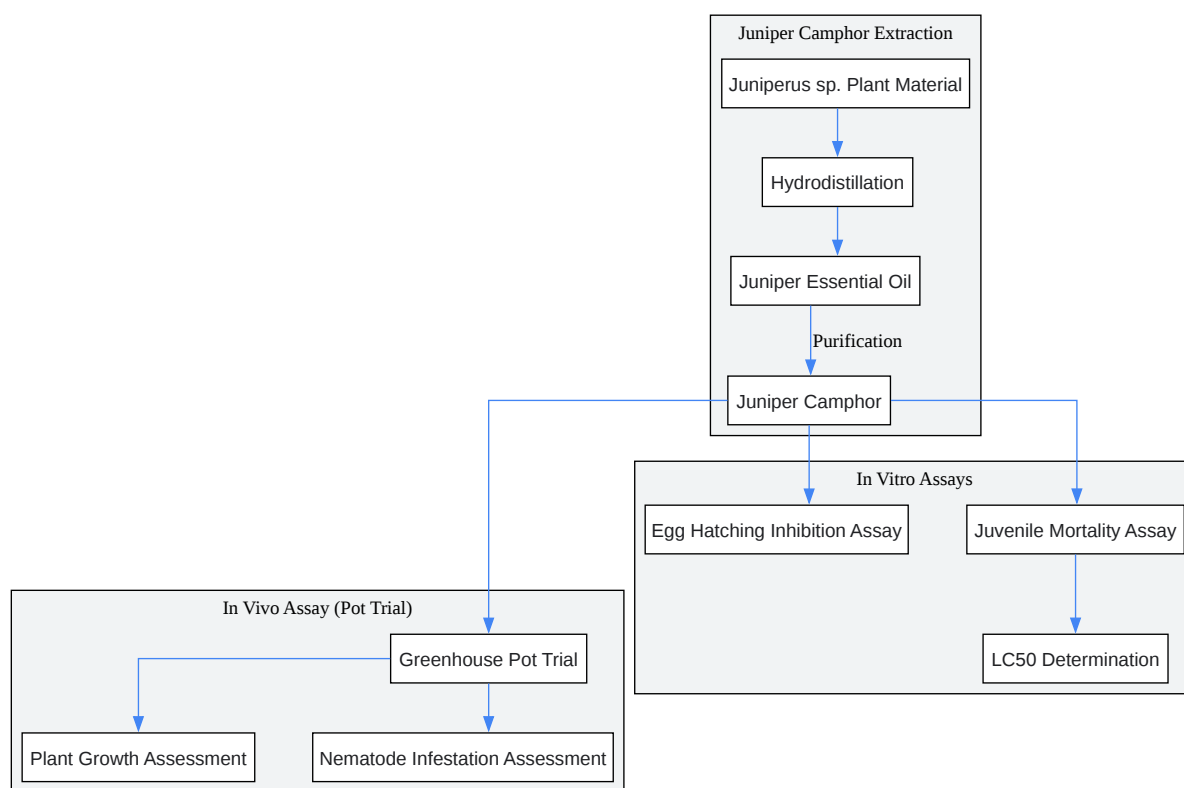 Juniper Camphor Extraction
Juniperus sp. Plant Material
Hydrodistillation
Juniper Essential Oil
Purification
Juniper Camphor
In Vitro Assays
Egg Hatching Inhibition Assay
Juvenile Mortality Assay
LC50 Determination
In Vivo Assay (Pot Trial)
Greenhouse Pot Trial
Plant Growth Assessment
Nematode Infestation Assessment